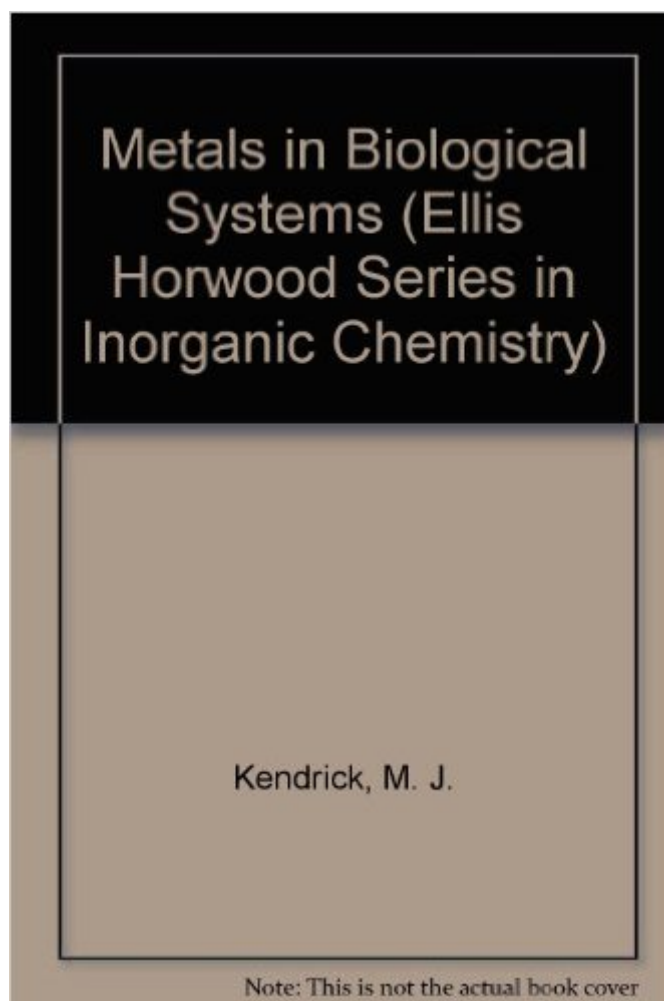 Metals in Biological
Systems (Ellis
Horwood Series in
Inorganic Chemistry)
Kendrick, M. J.
Note: This is not the actual book cover